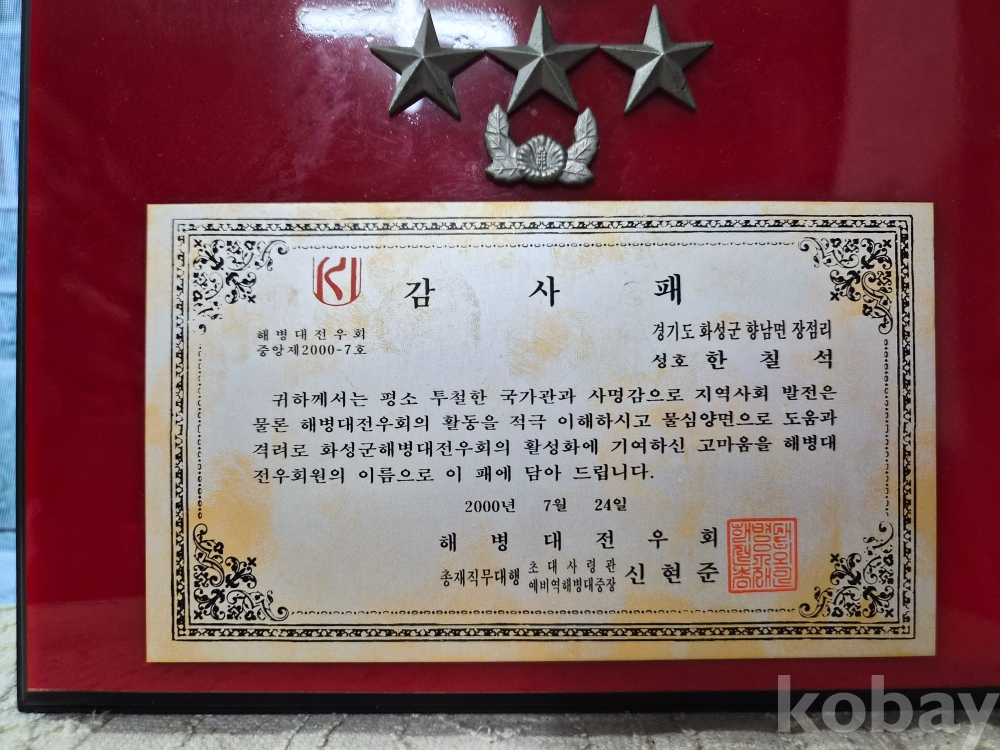 감 사 패
해병대전우회
중앙제2000-7호
경기도 화성군 향남면 장점리
성호 한 칠 석
귀하께서는 평소 투철한 국가관과 사명감으로 지역사회 발전은
물론 해병대전우회의 활동을 적극 이해하시고 물심양면으로 도움과
격려로 화성군해병대전우회의 활성화에 기여하신 고마움을 해병대
전우회원의 이름으로 이 패에 담아 드립니다.
2000년 7월 24일
해 병 대 전 우 회
총재직무대행 초대사령관 예비역해병대중장 신현준
kobay